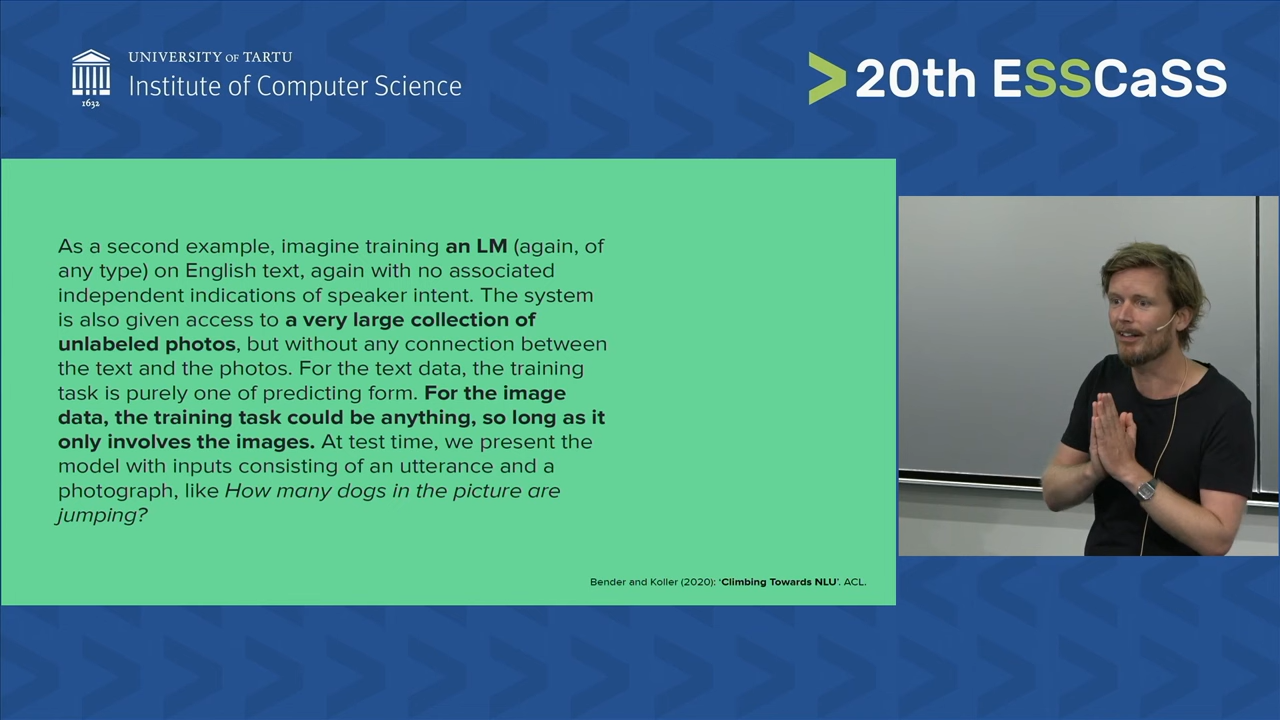 UNIVERSITY OF TARTU
Institute of Computer Science
1632
20th ESSCaSS
As a second example, imagine training an LM (again, of
any type) on English text, again with no associated
independent indications of speaker intent. The system
is also given access to a very large collection of
unlabeled photos, but without any connection between
the text and the photos. For the text data, the training
task is purely one of predicting form. For the image
data, the training task could be anything, so long as it
only involves the images. At test time, we present the
model with inputs consisting of an utterance and a
photograph, like How many dogs in the picture are
jumping?
Bender and Koller (2020): ‘Climbing Towards NLU’. ACL.